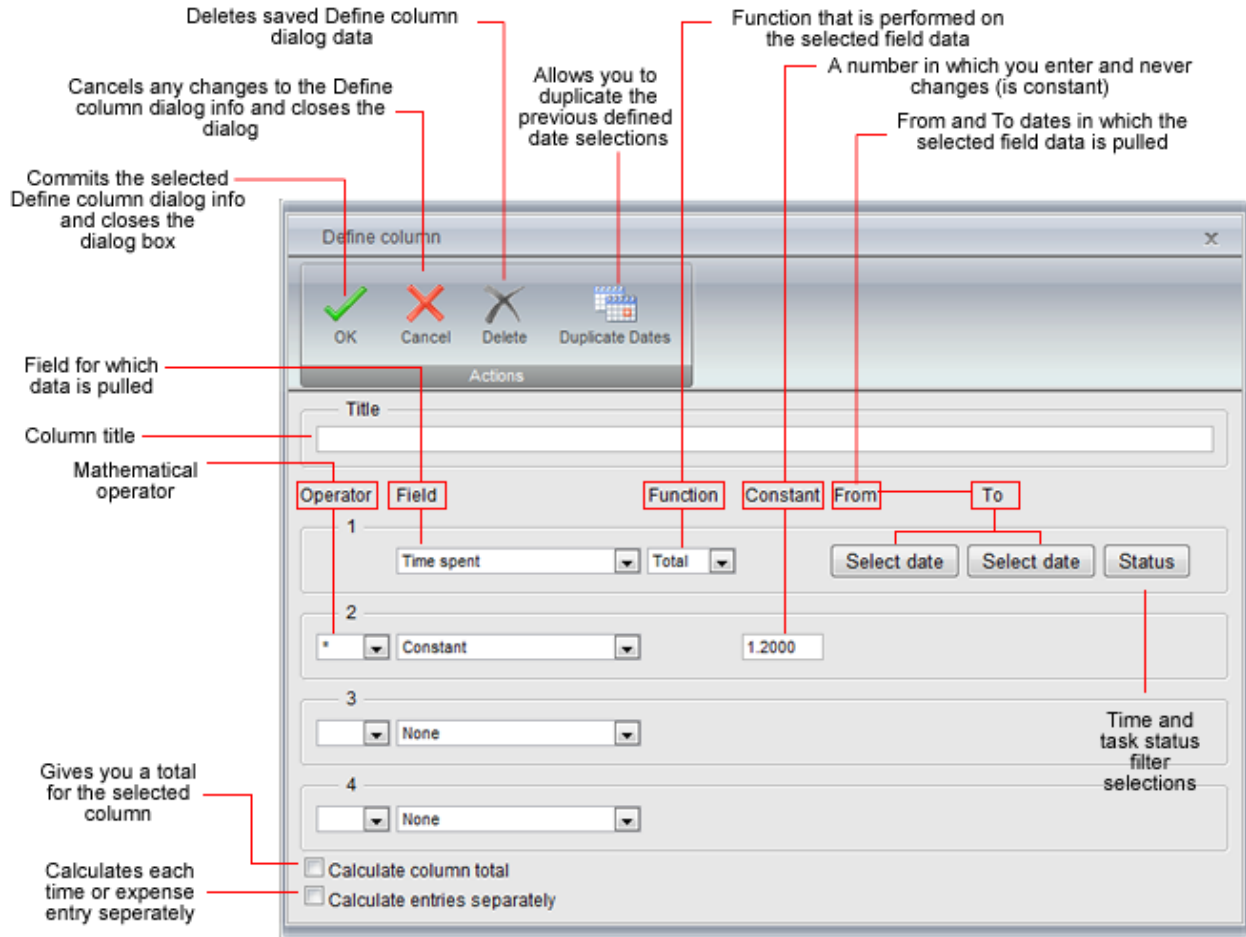 Deletes saved Define column
dialog data
Function that is performed on
the selected field data
Cancels any changes to the Define
column dialog info and closes the
dialog
Allows you to
duplicate the
previous defined
date selections
A number in which you enter and never
changes (is constant)
From and To dates in which the
selected field data is pulled
Commits the selected
Define column dialog info
and closes the
dialog box
Define column
x
OK
Cancel
Delete
Duplicate Dates
Actions
Field for which
data is pulled
Title
Column title
Mathematical
operator
Operator
Field
Function
Constant
From
To
1
Time spent
Total
Select date
Select date
Status
2
*
Constant
1.2000
3
None
Time and
task status
filter
selections
Gives you a total
for the selected
column
4
None
Calculates each
time or expense
entry seperately
Calculate column total
Calculate entries separately